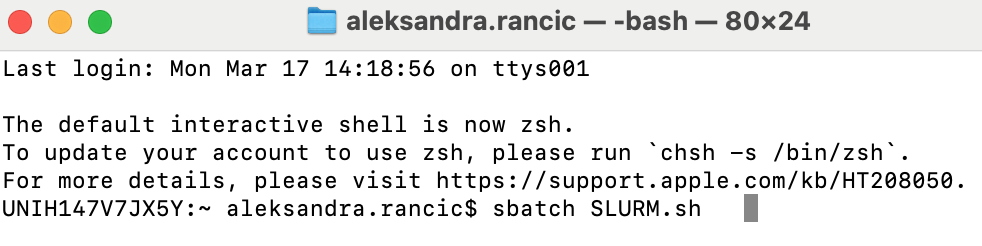 aleksandra.rancic — -bash — 80×24
Last login: Mon Mar 17 14:18:56 on ttys001
The default interactive shell is now zsh.
To update your account to use zsh, please run `chsh -s /bin/zsh`.
For more details, please visit https://support.apple.com/kb/HT208050.
UNIH147V7JX5Y:~ aleksandra.rancic$ sbatch SLURM.sh